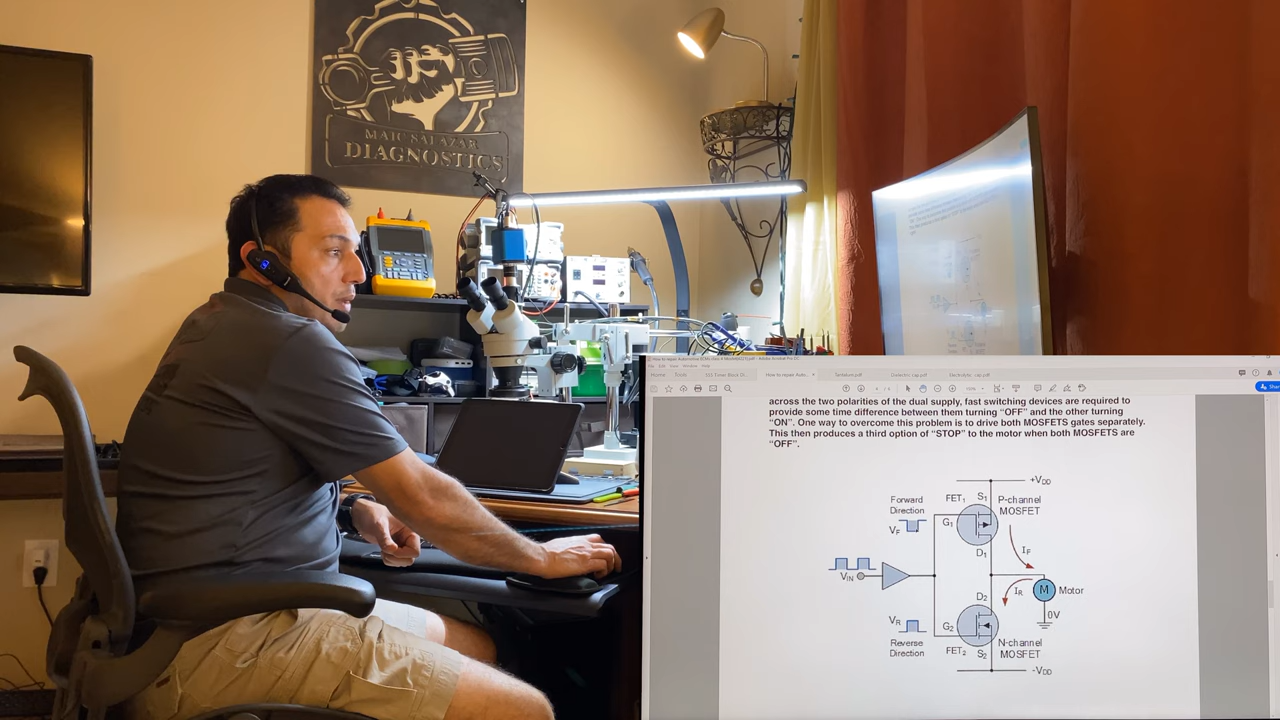 MAIC SALAZAR
DIAGNOSTICS
How to repair Auto...
across the two polarities of the dual supply, fast switching devices are required to
provide some time difference between them turning “OFF” and the other turning
“ON”. One way to overcome this problem is to drive both MOSFETS gates separately.
This then produces a third option of “STOP” to the motor when both MOSFETS are
“OFF”.
+VDD
Forward
Direction
FET1
S1
P-channel
MOSFET
VF
G1
D1
IF
VIN
IR
M
Motor
D2
0V
VR
G2
Reverse
Direction
FET2
S2
N-channel
MOSFET
-VDD